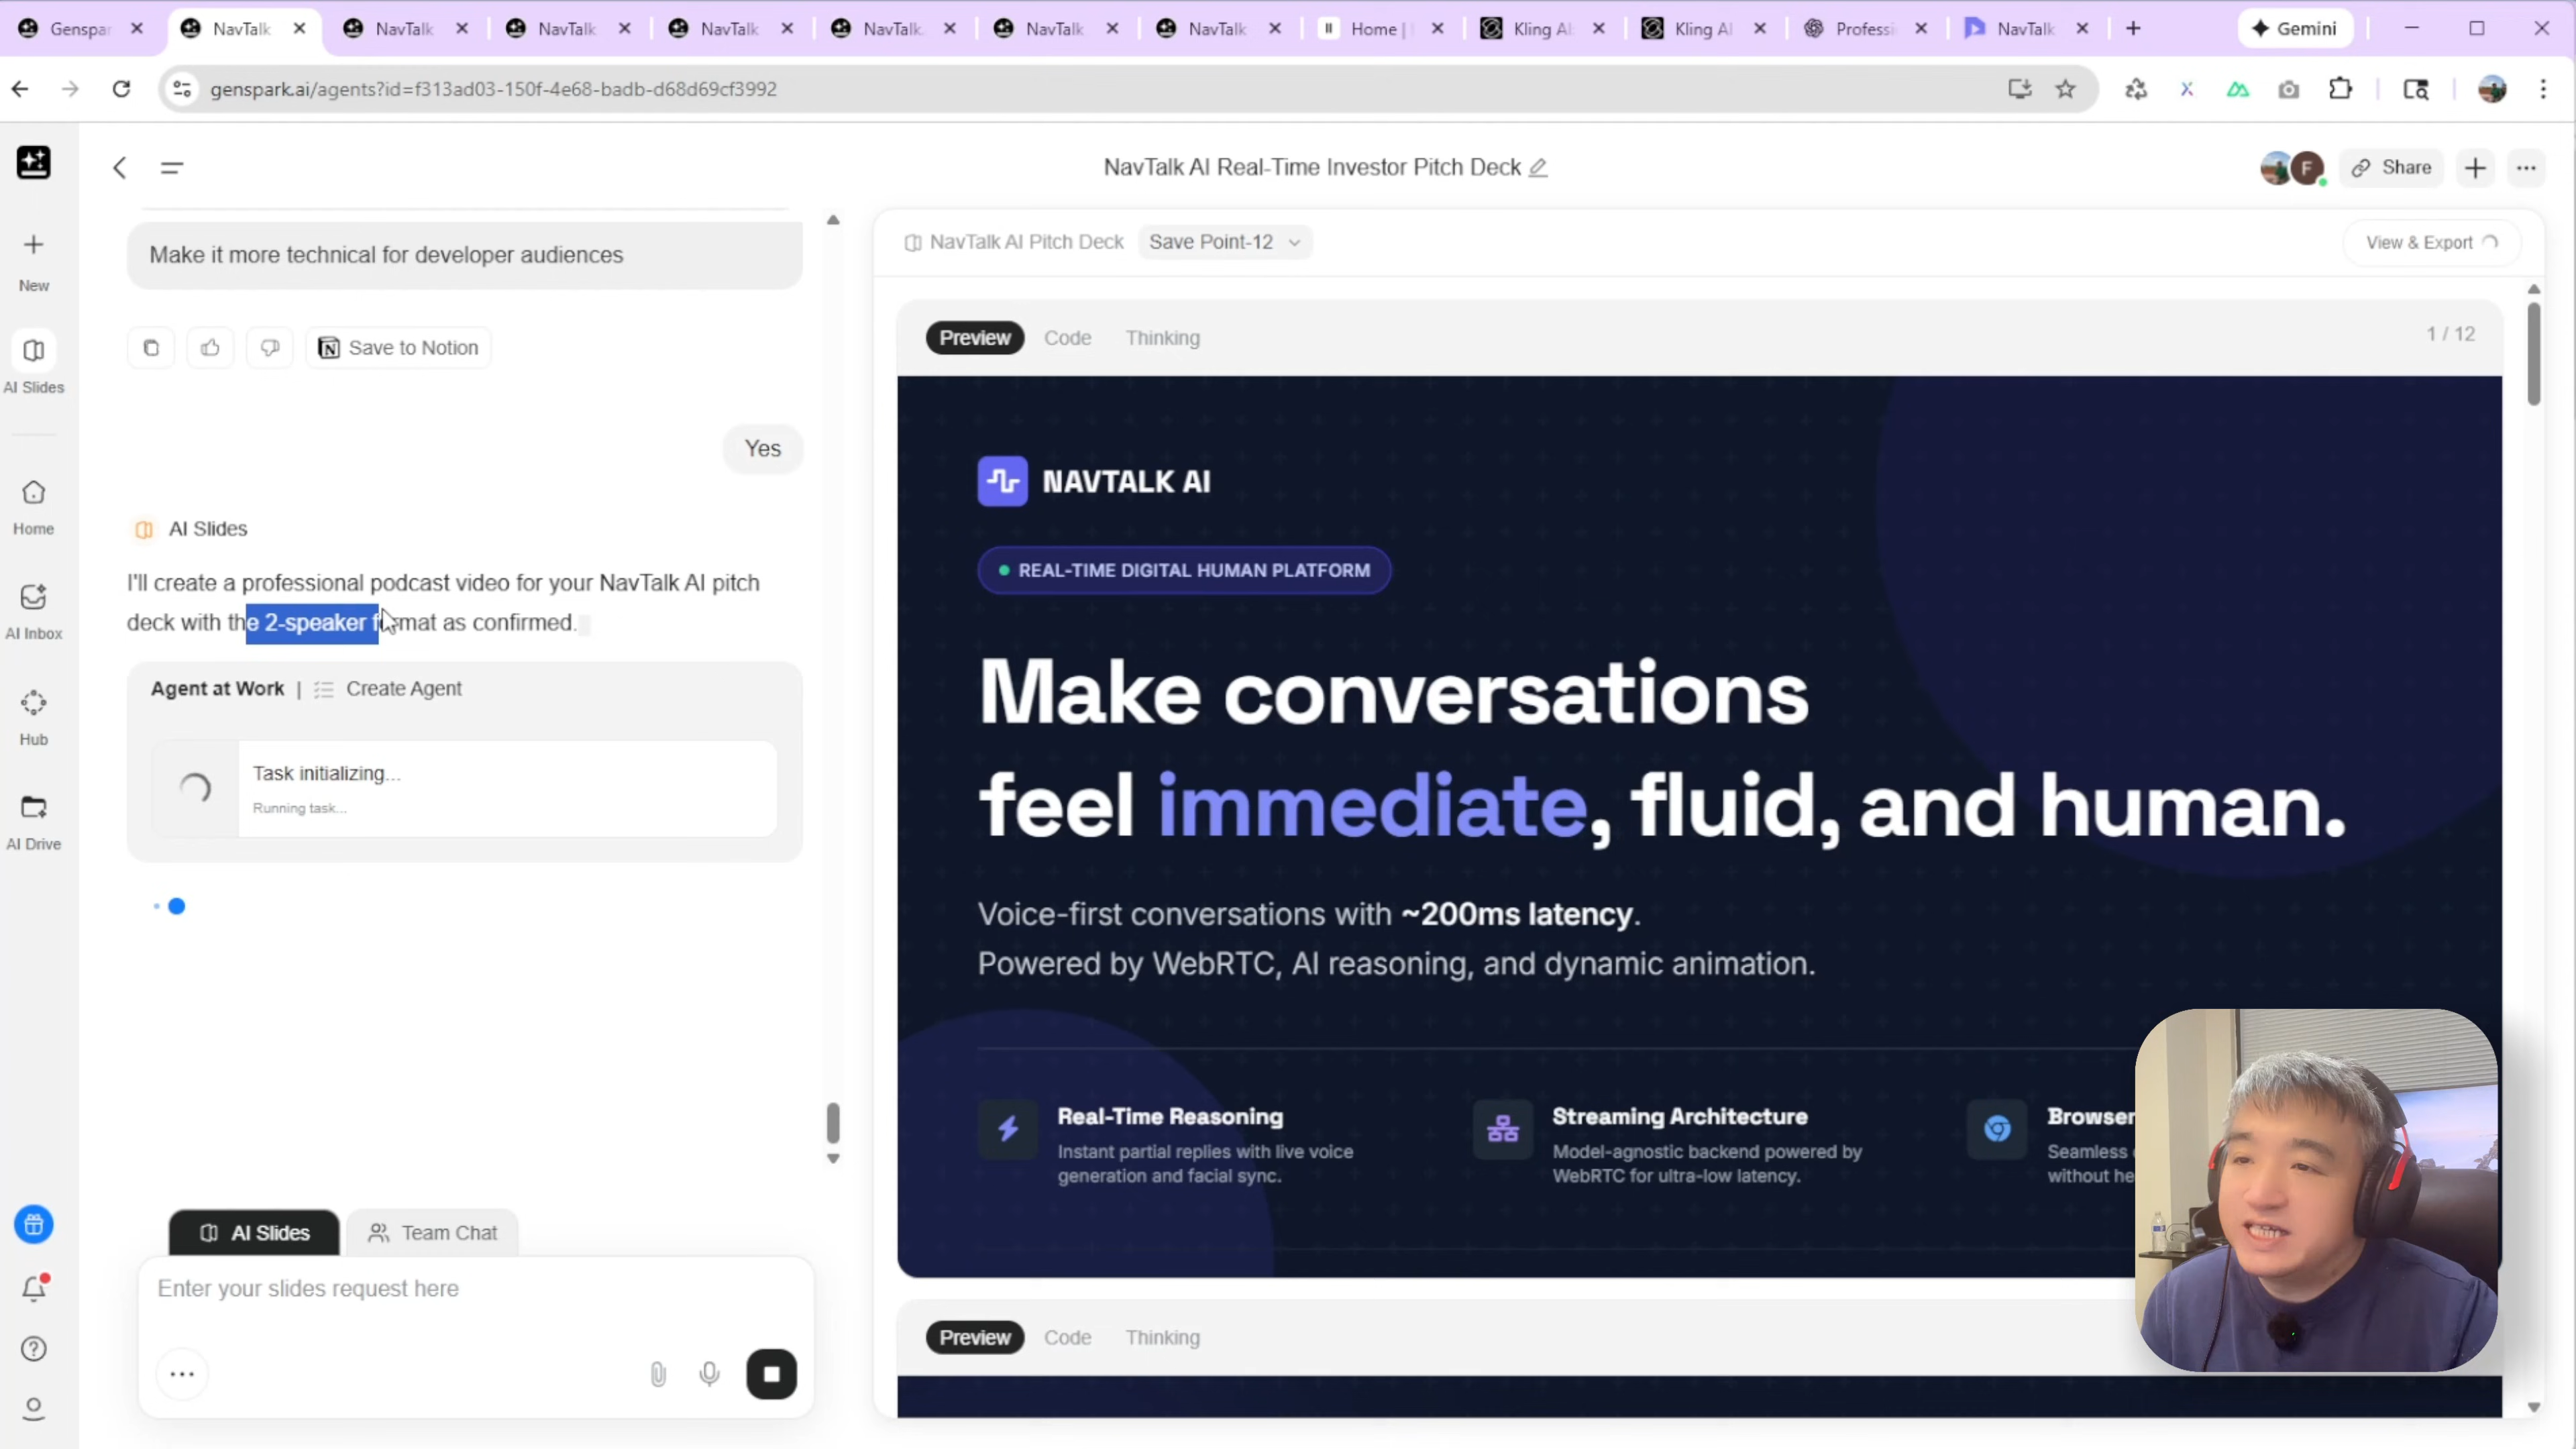 Genspar
NavTalk
NavTalk
NavTalk
NavTalk
NavTalk
NavTalk
NavTalk
Home |
Kling AI
Kling AI
Professi
NavTalk
Gemini
genspark.ai/agents?id=f313ad03-150f-4e68-badb-d68d69cf3992
NavTalk AI Real-Time Investor Pitch Deck
F
Share
New
AI Slides
Home
AI Inbox
Hub
AI Drive
Make it more technical for developer audiences
Save to Notion
Yes
AI Slides
I'll create a professional podcast video for your NavTalk AI pitch
deck with the 2-speaker format as confirmed.
Agent at Work | Create Agent
Task initializing...
Running task...
AI Slides
Team Chat
Enter your slides request here
NavTalk AI Pitch Deck
Save Point-12
View & Export
Preview
Code
Thinking
1 / 12
NAVTALK AI
REAL-TIME DIGITAL HUMAN PLATFORM
Make conversations
feel immediate, fluid, and human.
Voice-first conversations with ~200ms latency.
Powered by WebRTC, AI reasoning, and dynamic animation.
Real-Time Reasoning
Instant partial replies with live voice
generation and facial sync.
Streaming Architecture
Model-agnostic backend powered by
WebRTC for ultra-low latency.
Browser
Seamless
without
Preview
Code
Thinking